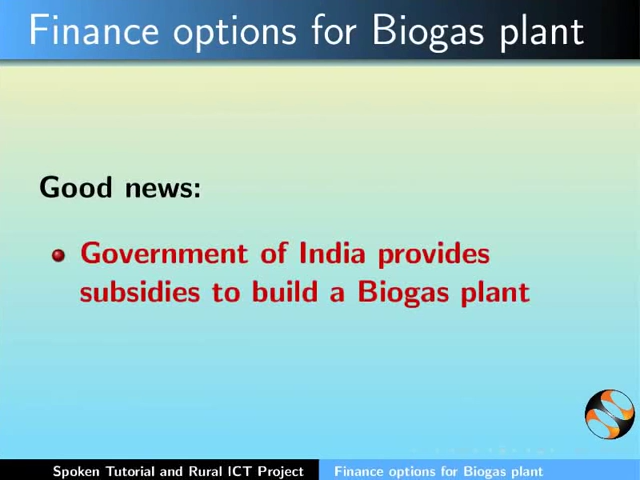 Finance options for Biogas plant
Good news:
Government of India provides
subsidies to build a Biogas plant
Spoken Tutorial and Rural ICT Project
Finance options for Biogas plant